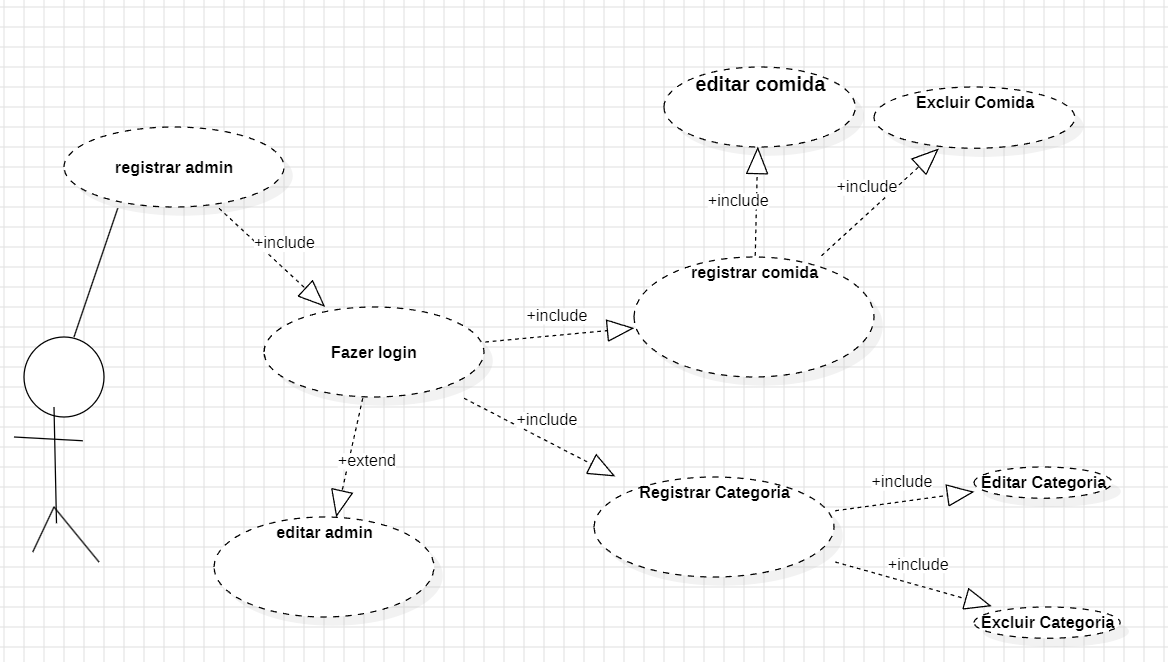 editar comida
Excluir Comida
registrar admin
+include
+include
+include
registrar comida
+include
Fazer login
+include
+include
+extend
Registrar Categoria
+include
Editar Categoria
editar admin
+include
Excluir Categoria